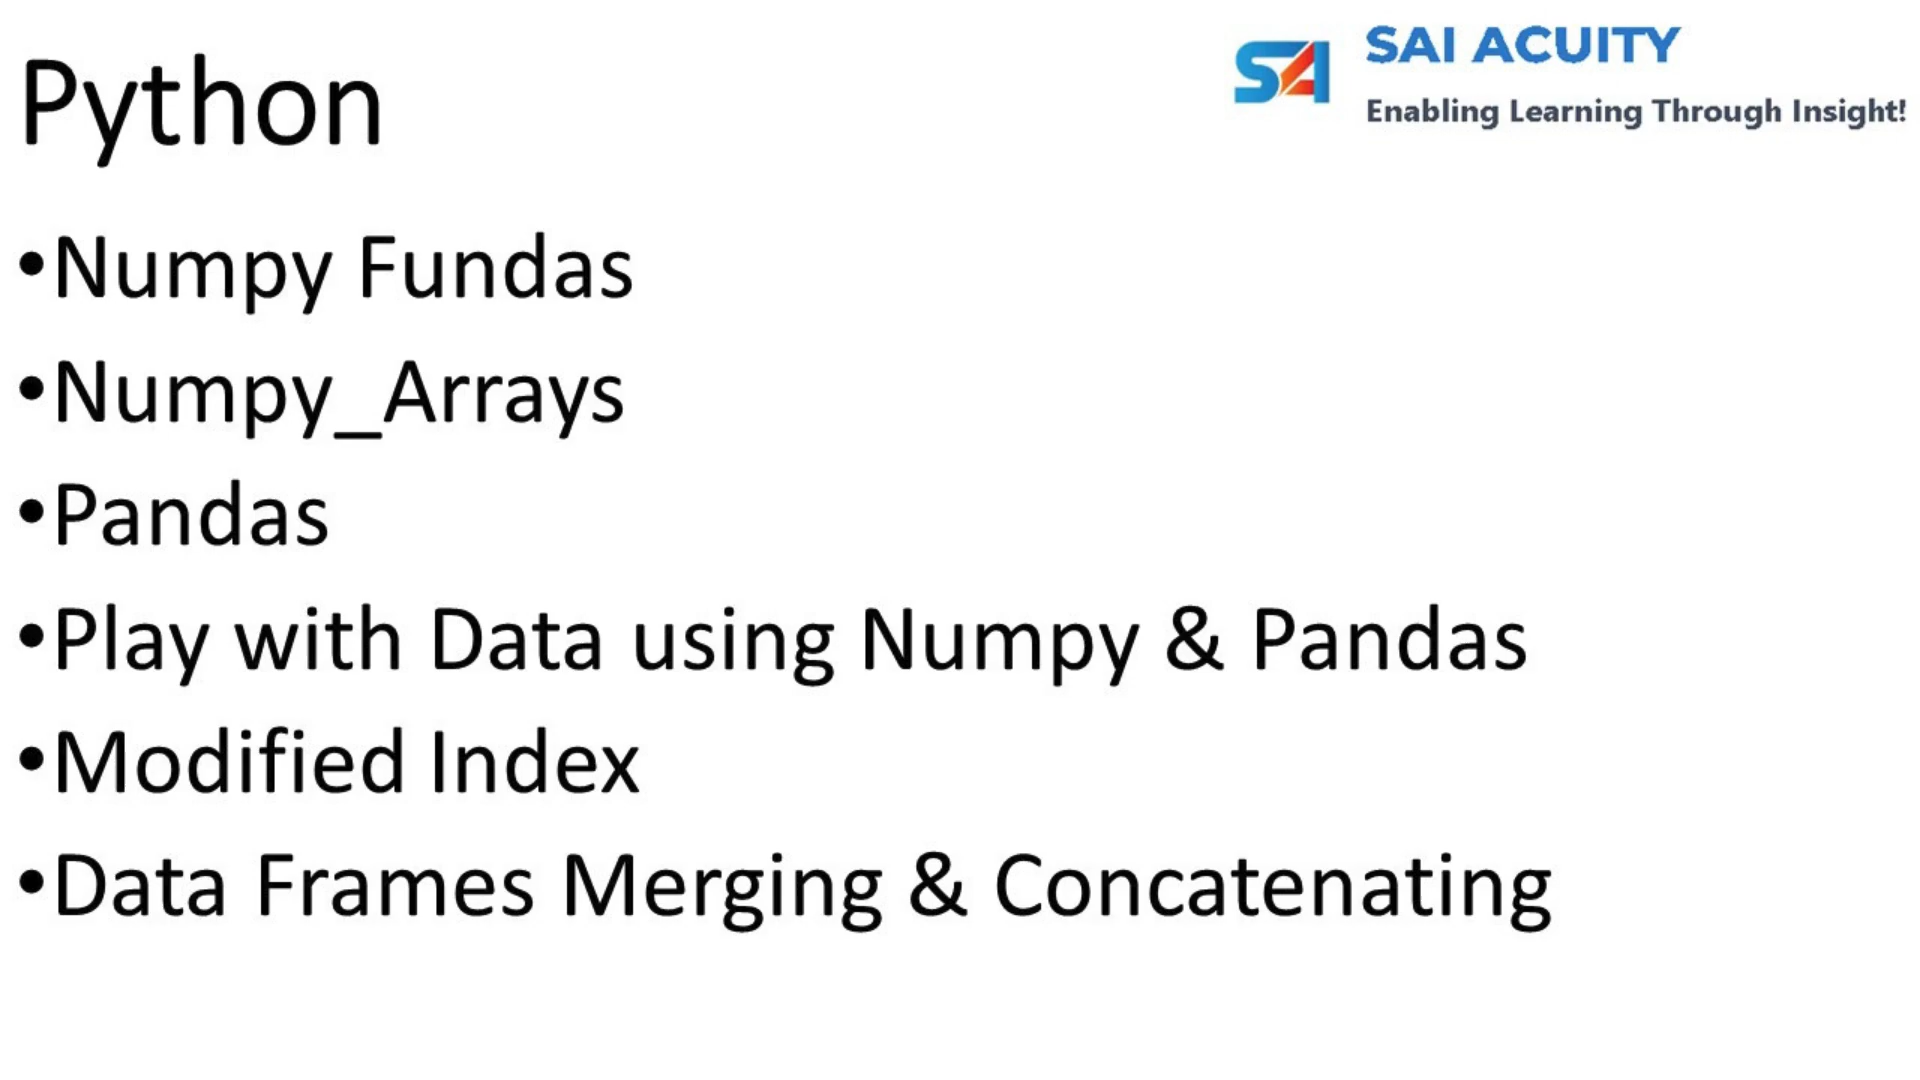 Python
SA SAI ACUITY
Enabling Learning Through Insight!
•Numpy Fundas
•Numpy_Arrays
•Pandas
•Play with Data using Numpy & Pandas
•Modified Index
•Data Frames Merging & Concatenating